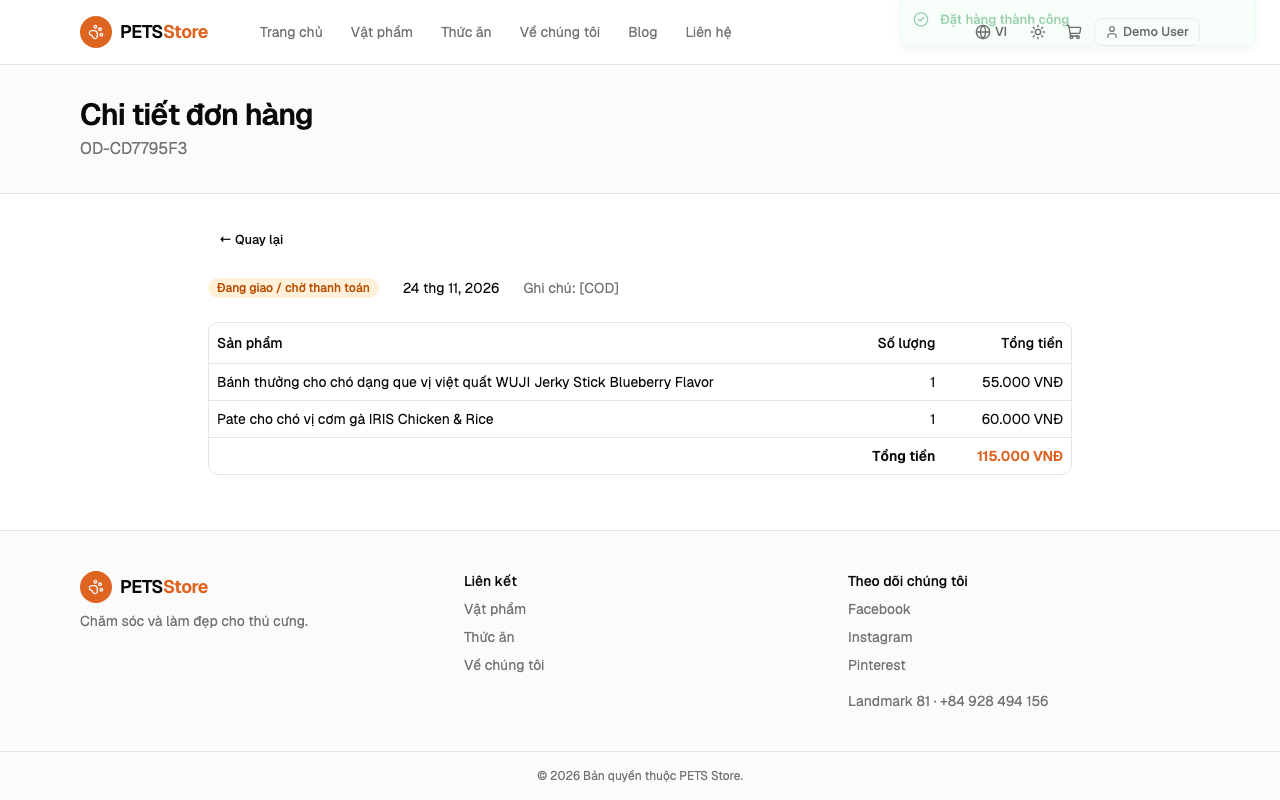 PETSStore
Trang chủ
Vật phẩm
Thức ăn
Về chúng tôi
Blog
Liên hệ
Đặt hàng thành công
VI
Demo User
Chi tiết đơn hàng
OD-CD7795F3
← Quay lại
Đang giao / chờ thanh toán 24 thg 11, 2026 Ghi chú: [COD]
Sản phẩm Số lượng Tổng tiền
Bánh thưởng cho chó dạng que vị việt quất WUJI Jerky Stick Blueberry Flavor 1 55.000 VNĐ
Pate cho chó vị cơm gà IRIS Chicken & Rice 1 60.000 VNĐ
Tổng tiền 115.000 VNĐ
PETSStore
Chăm sóc và làm đẹp cho thú cưng.
Liên kết
Vật phẩm
Thức ăn
Về chúng tôi
Theo dõi chúng tôi
Facebook
Instagram
Pinterest
Landmark 81 · +84 928 494 156
© 2026 Bản quyền thuộc PETS Store.